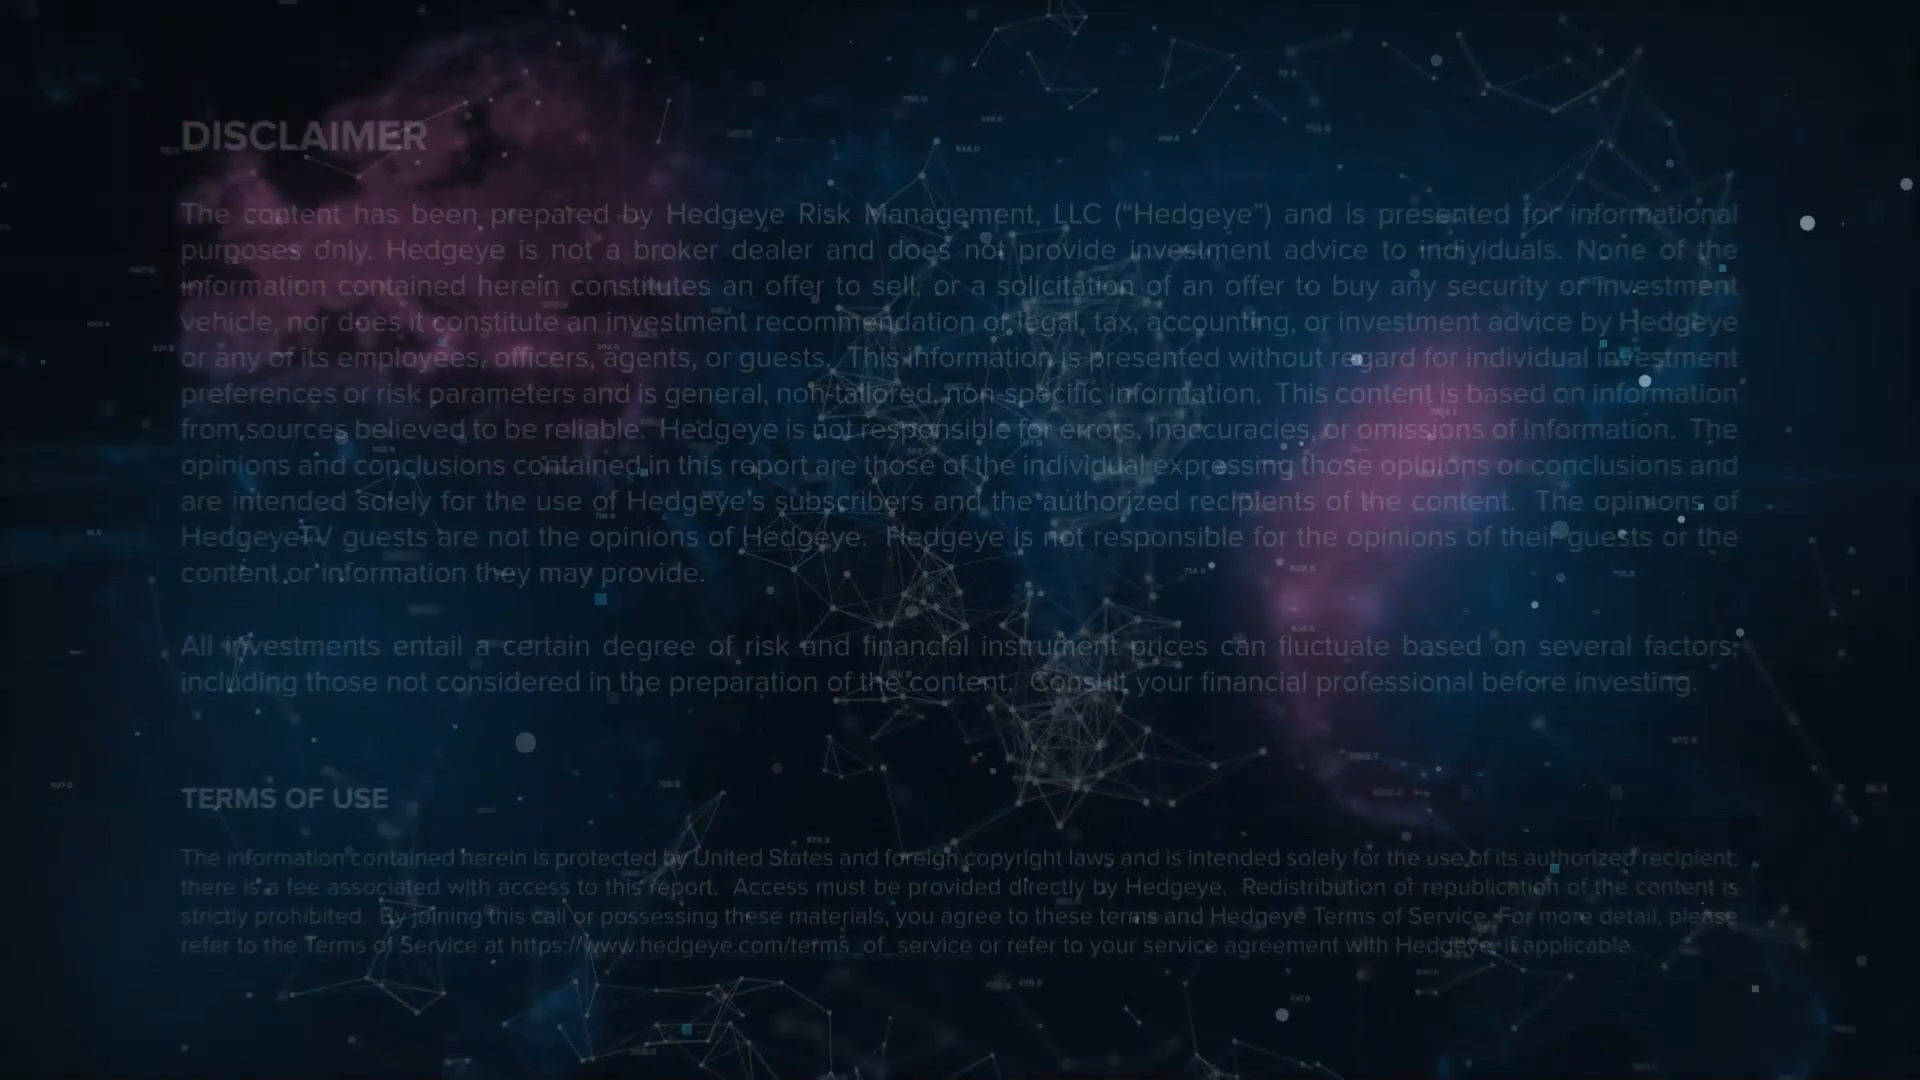 DISCLAIMER
The content has been prepared by Hedgeye Risk Management, LLC (“Hedgeye”) and is presented for informational
purposes only. Hedgeye is not a broker dealer and does not provide investment advice to individuals. None of the
information contained herein constitutes an offer to sell, or a solicitation of an offer to buy any security or investment
vehicle, nor does it constitute an investment recommendation or legal, tax, accounting, or investment advice by Hedgeye
or any of its employees, officers, agents, or guests. This information is presented without regard for individual investment
preferences or risk parameters and is general, non-tailored, non-specific information. This content is based on information
from sources believed to be reliable. Hedgeye is not responsible for errors, inaccuracies or omissions of information. The
opinions and conclusions contained in this report are those of the individual expressing those opinions or conclusions and
are intended solely for the use of Hedgeye’s subscribers and the authorized recipients of the content. The opinions of
HedgeyeTV guests are not the opinions of Hedgeye. Hedgeye is not responsible for the opinions of their guests or the
content or information they may provide.
All investments entail a certain degree of risk and financial instrument prices can fluctuate based on several factors,
including those not considered in the preparation of the content. Consult your financial professional before investing.
TERMS OF USE
The information contained herein is protected by United States and foreign copyright laws and is intended solely for the use of its authorized recipient;
there is a fee associated with access to this report. Access must be provided directly by Hedgeye. Redistribution or republication of the content is
strictly prohibited. By joining this call or possessing these materials, you agree to these terms and Hedgeye Terms of Service. For more detail, please
refer to the Terms of Service at https://www.hedgeye.com/terms_of_service or refer to your service agreement with Hedgeye, if applicable.